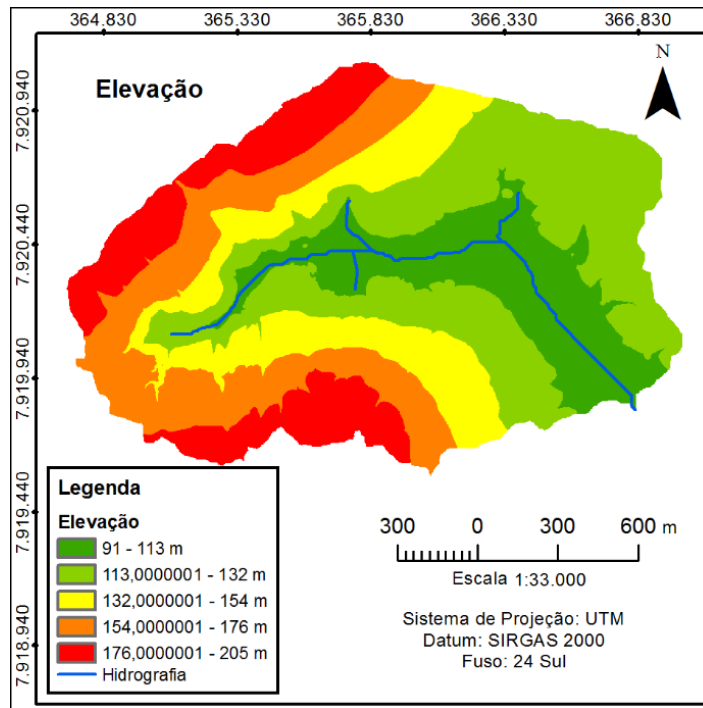 364.830 365.333 365.830 366.330 366.830
Elevação
N
7.920.940
7.920.440
7.919.940
7.919.440
7.918.940
Legenda
Elevação
91 - 113 m
113,0000001 - 132 m
132,0000001 - 154 m
154,0000001 - 176 m
176,0000001 - 205 m
Hidrografia
300 0 300 600 m
Escala 1:33.000
Sistema de Projeção: UTM
Datum: SIRGAS 2000
Fuso: 24 Sul